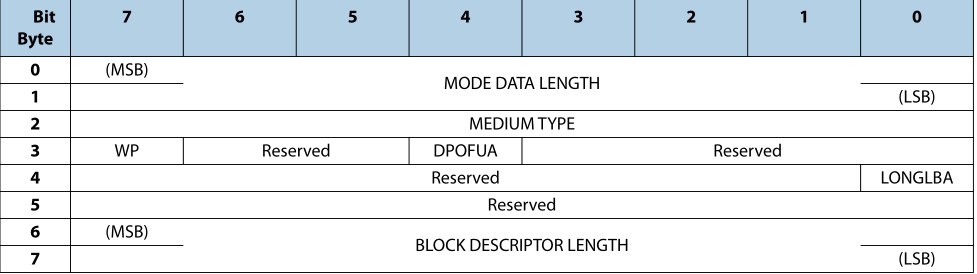 Bit 7 6 5 4 3 2 1 0
Byte
0 (MSB)
MODE DATA LENGTH
1 (LSB)
2 MEDIUM TYPE
3 WP Reserved DPOFUA Reserved
4 Reserved LONGLBA
5 Reserved
6 (MSB)
BLOCK DESCRIPTOR LENGTH
7 (LSB)